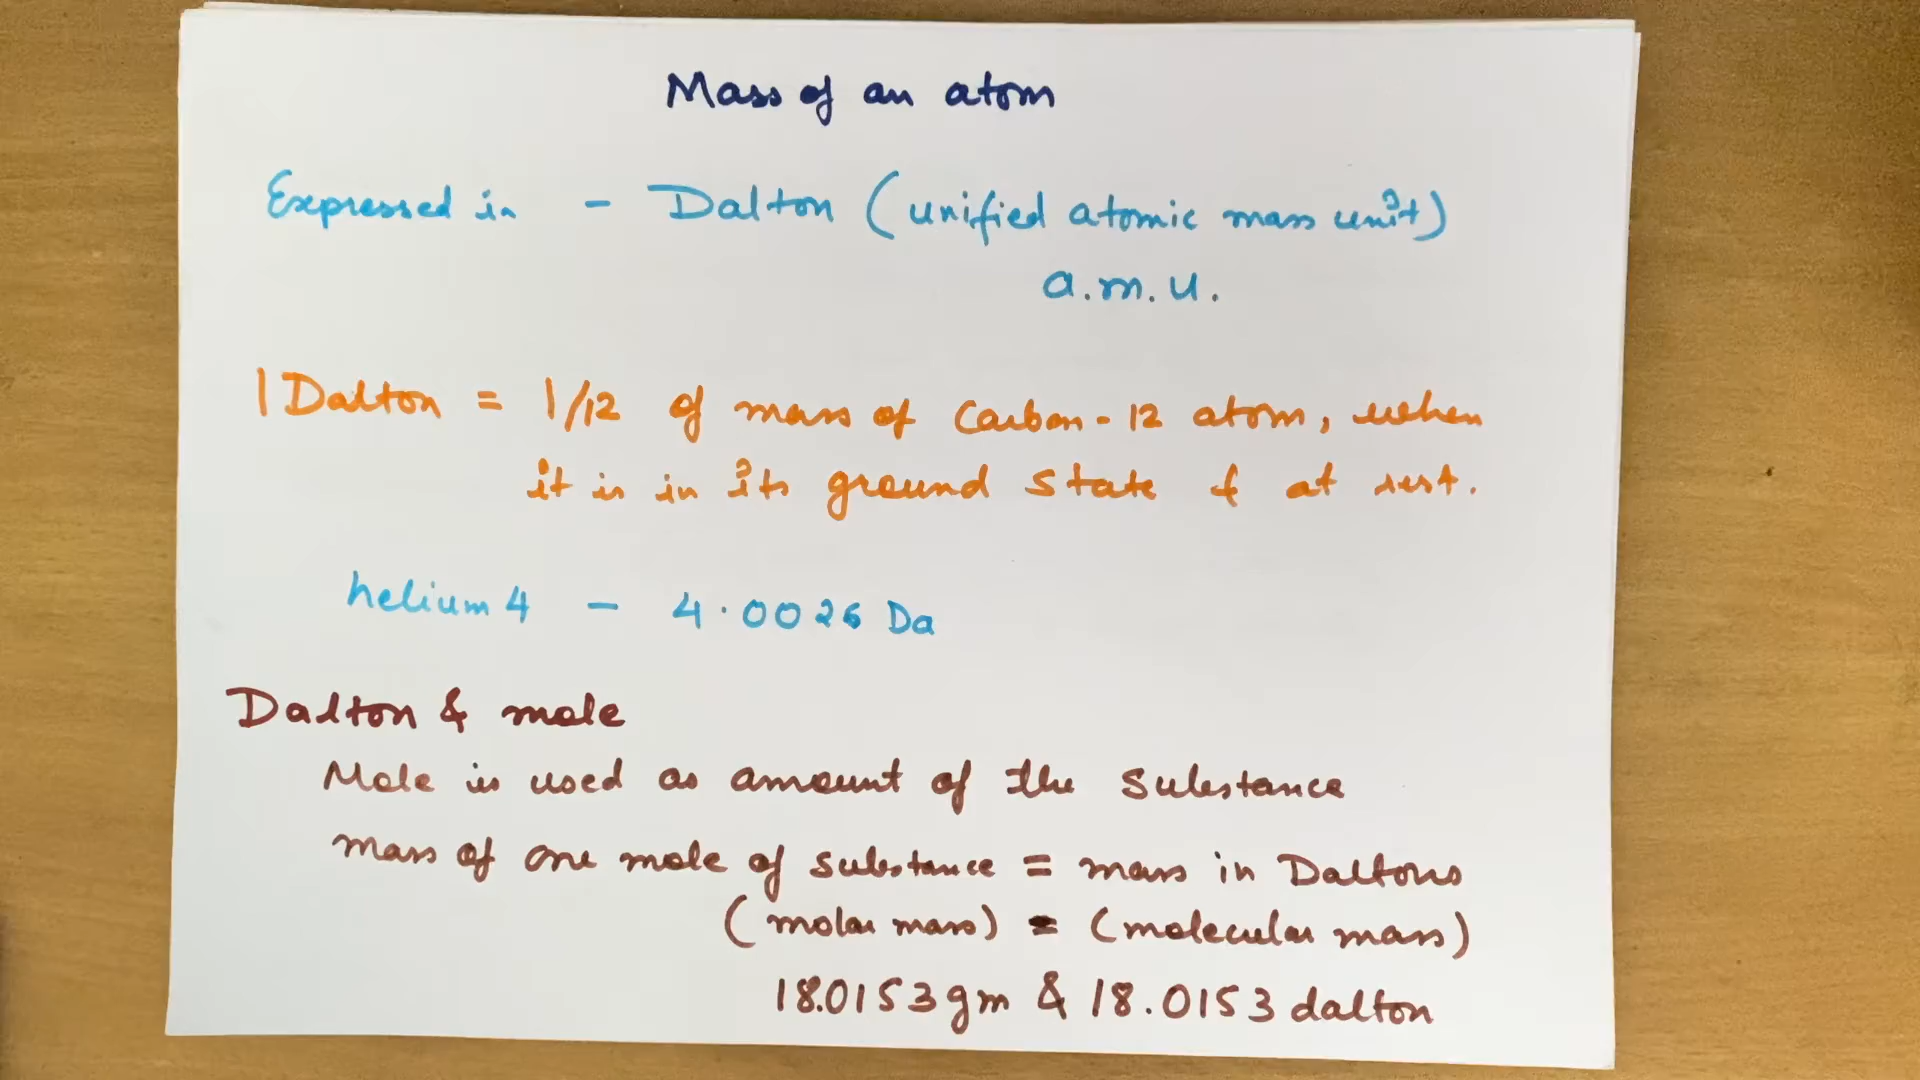 Mass of an atom
Expressed in - Dalton (unified atomic mass unit)
a.m.u.
1 Dalton = 1/12 of mass of Carbon-12 atom, when
it is in its ground state & at rest.
helium 4 - 4.0026 Da
Dalton & mole
Mole is used as amount of the substance
mass of one mole of substance = mass in Daltons
(molar mass) = (molecular mass)
18.0153gm & 18.0153 dalton